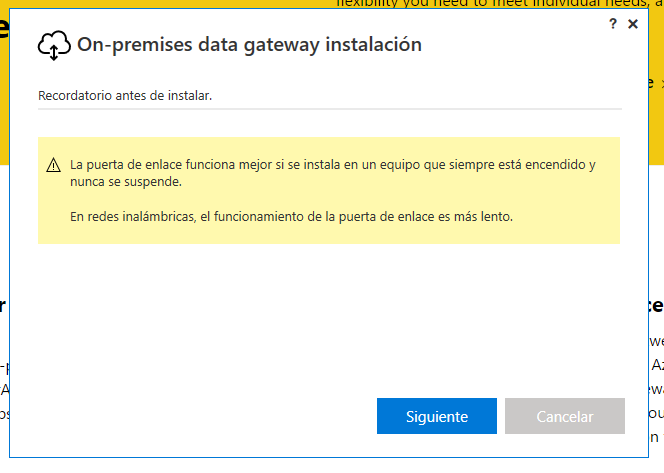 flexibility you need to meet individual needs, a
? ×
On-premises data gateway instalación
Recordatorio antes de instalar.
La puerta de enlace funciona mejor si se instala en un equipo que siempre está encendido y
nunca se suspende.
En redes inalámbricas, el funcionamiento de la puerta de enlace es más lento.
Siguiente Cancelar